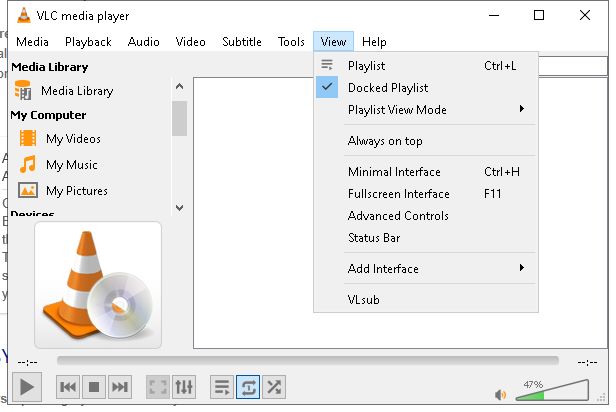 VLC media player
Media Playback Audio Video Subtitle Tools View Help
Media Library
Media Library
My Computer
My Videos
My Music
My Pictures
Devices
Playlist Ctrl+L
Docked Playlist
Playlist View Mode
Always on top
Minimal Interface Ctrl+H
Fullscreen Interface F11
Advanced Controls
Status Bar
Add Interface
VLsub
--:-- --:--
47%